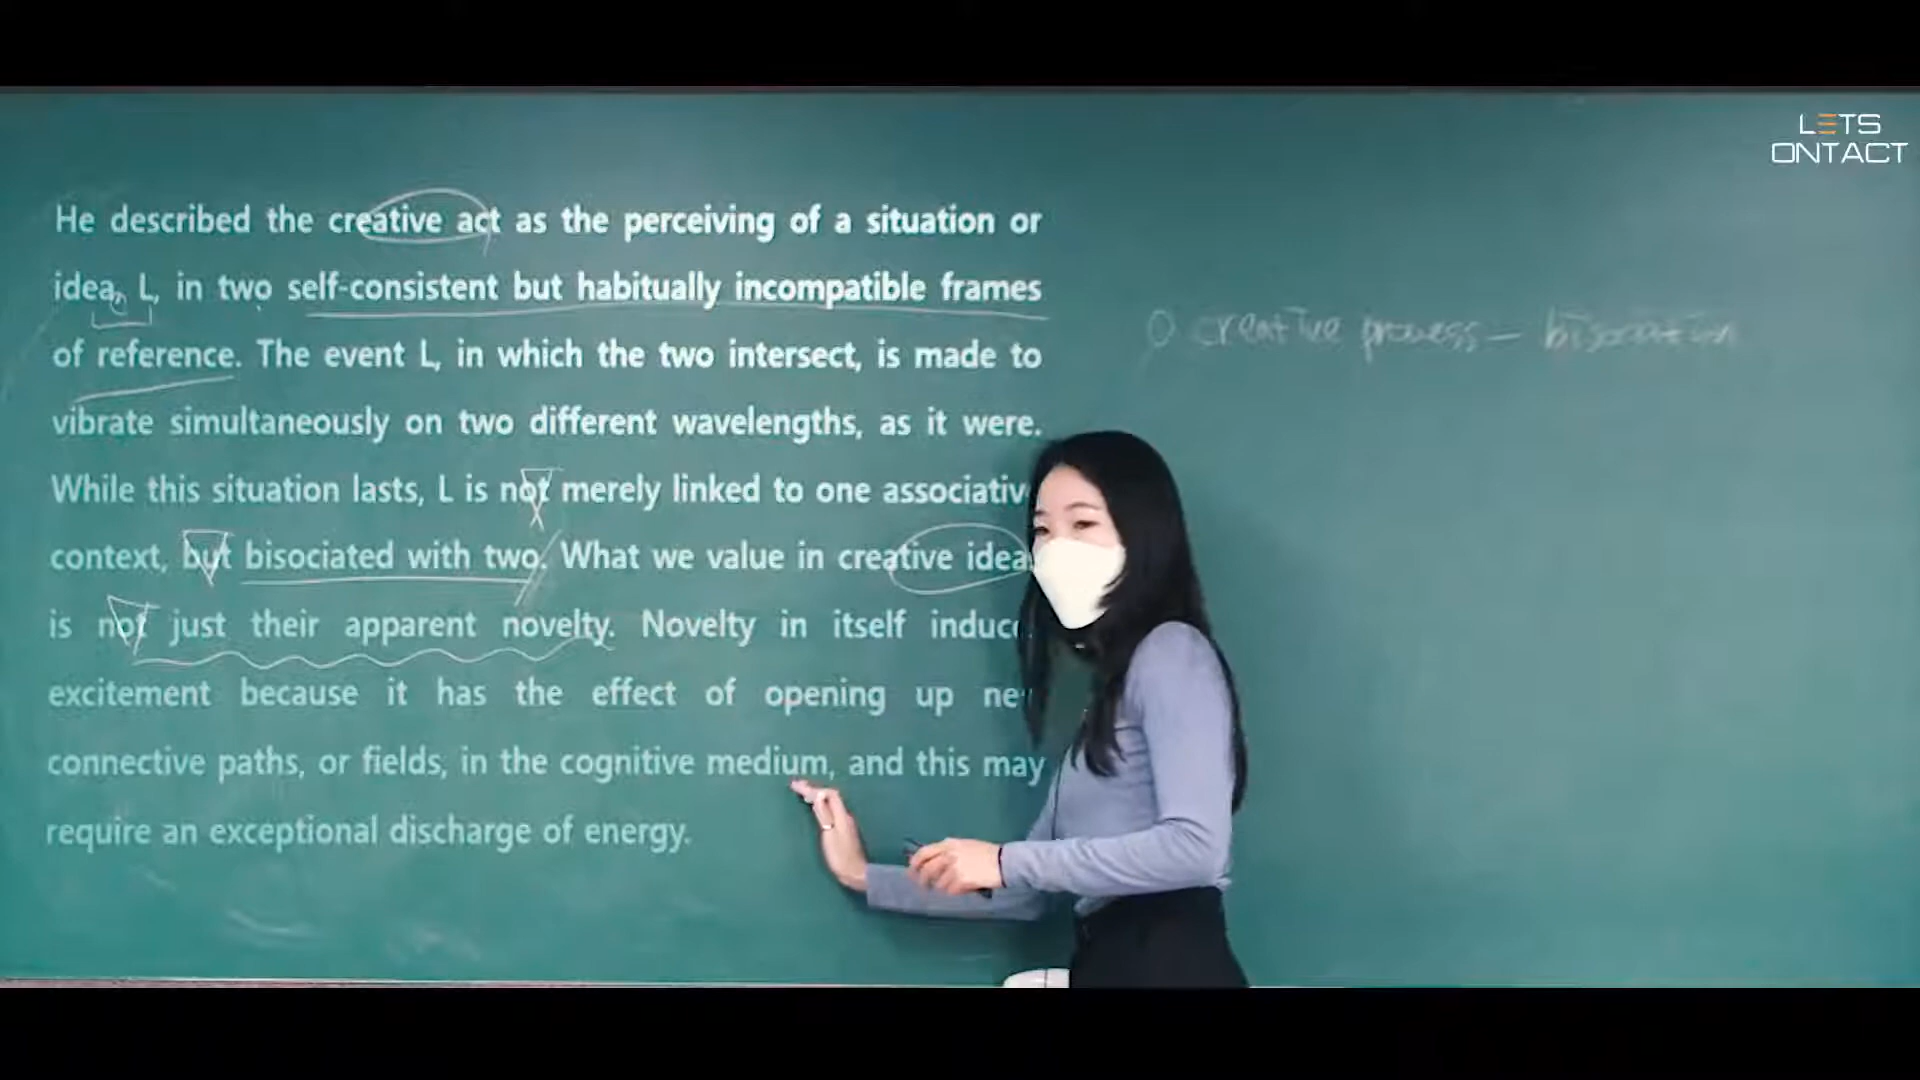 LETS
ONTACT
He described the creative act as the perceiving of a situation or
idea, L, in two self-consistent but habitually incompatible frames
of reference. The event L, in which the two intersect, is made to
vibrate simultaneously on two different wavelengths, as it were.
While this situation lasts, L is not merely linked to one associativ
context, but bisociated with two. What we value in creative idea
is not just their apparent novelty. Novelty in itself induc
excitement because it has the effect of opening up ne
connective paths, or fields, in the cognitive medium, and this may
require an exceptional discharge of energy.
O creative process - bisociation